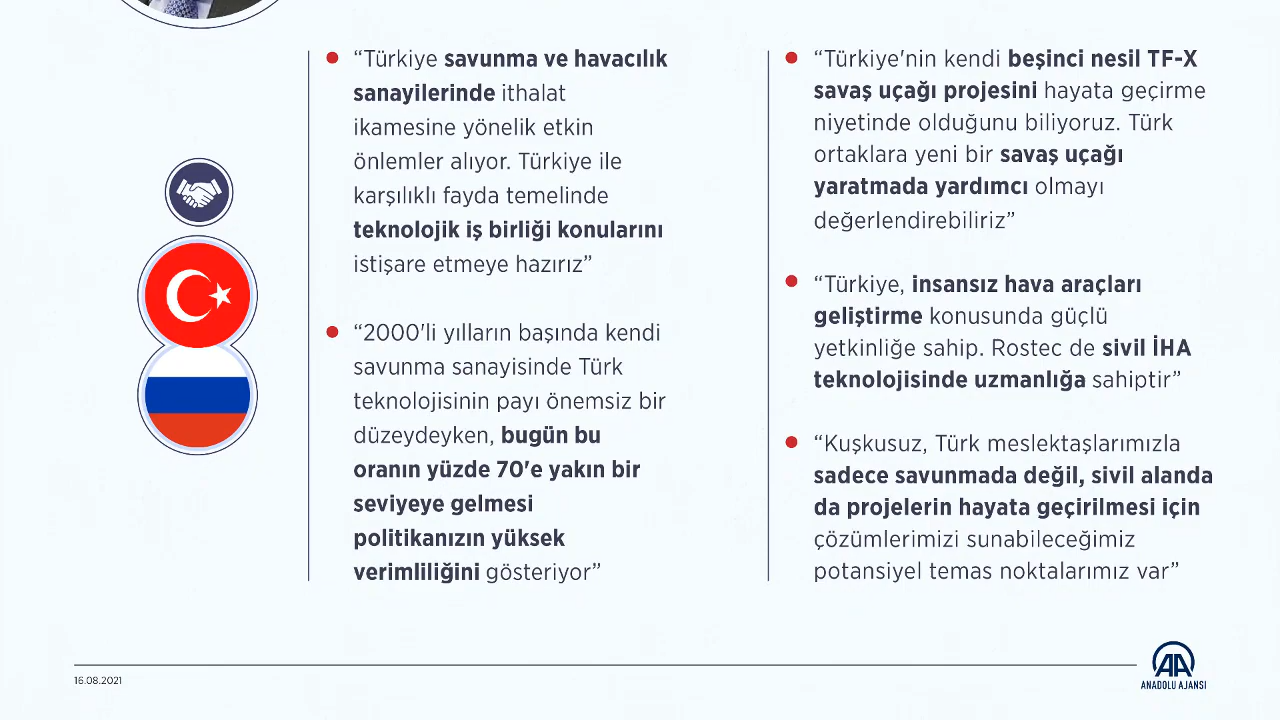 “Türkiye savunma ve havacılık
sanayilerinde ithalat
ikamesine yönelik etkin
önlemler alıyor. Türkiye ile
karşılıklı fayda temelinde
teknolojik iş birliği konularını
istişare etmeye hazırız”
“2000'li yılların başında kendi
savunma sanayisinde Türk
teknolojisinin payı önemsiz bir
düzeydeyken, bugün bu
oranın yüzde 70'e yakın bir
seviyeye gelmesi
politikanızın yüksek
verimliliğini gösteriyor”
“Türkiye'nin kendi beşinci nesil TF-X
savaş uçağı projesini hayata geçirme
niyetinde olduğunu biliyoruz. Türk
ortaklara yeni bir savaş uçağı
yaratmada yardımcı olmayı
değerlendirebiliriz”
“Türkiye, insansız hava araçları
geliştirme konusunda güçlü
yetkinliğe sahip. Rostec de sivil İHA
teknolojisinde uzmanlığa sahiptir”
“Kuşkusuz, Türk meslektaşlarımızla
sadece savunmada değil, sivil alanda
da projelerin hayata geçirilmesi için
çözümlerimizi sunabileceğimiz
potansiyel temas noktalarımız var”
16.08.2021
AA
ANADOLU AJANSI